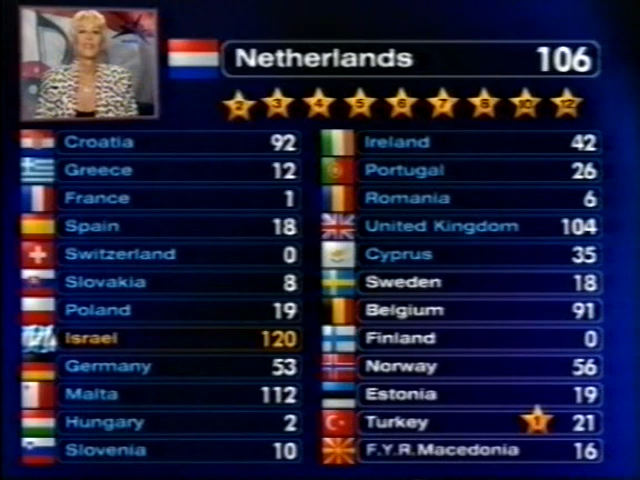 Netherlands 106
2 3 4 5 6 7 8 10 12
Croatia 92
Greece 12
France 1
Spain 18
Switzerland 0
Slovakia 8
Poland 19
Israel 120
Germany 53
Malta 112
Hungary 2
Slovenia 10
Ireland 42
Portugal 26
Romania 6
United Kingdom 104
Cyprus 35
Sweden 18
Belgium 91
Finland 0
Norway 56
Estonia 19
Turkey 1 21
F.Y.R.Macedonia 16